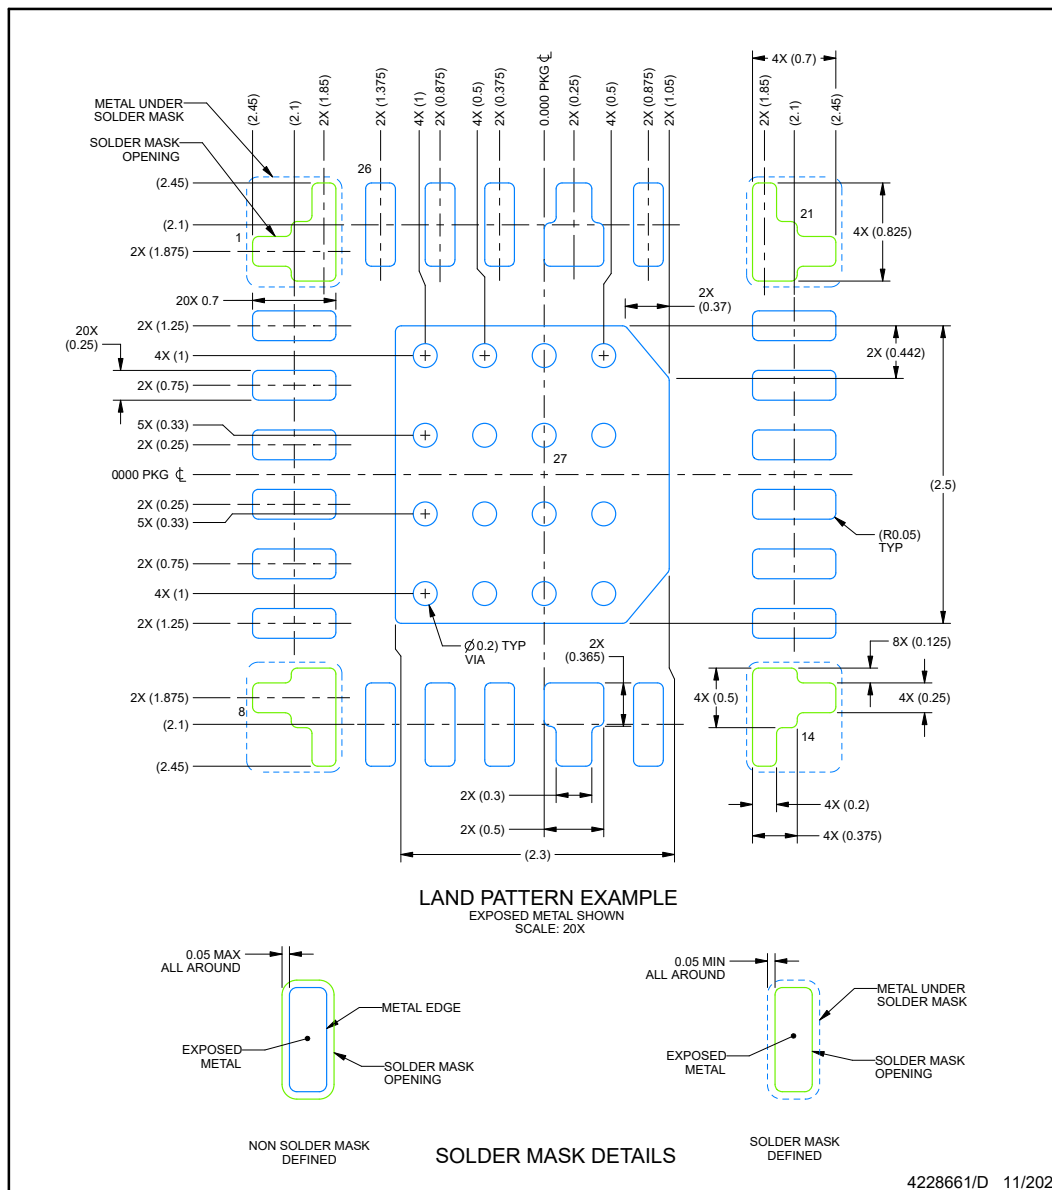 (2.45)
(2.1)
2X (1.85)
2X (1.375)
4X (1)
2X (0.875)
4X (0.5)
2X (0.375)
0.000 PKG ℄
2X (0.25)
4X (0.5)
2X (0.875)
2X (1.05)
4X (0.7)
2X (1.85)
(2.1)
(2.45)
METAL UNDER
SOLDER MASK
SOLDER MASK
OPENING
26
(2.45)
(2.1)
1
2X (1.875)
21
4X (0.825)
20X 0.7
2X
(0.37)
20X
(0.25)
2X (1.25)
4X (1)
2X (0.75)
2X (0.442)
5X (0.33)
2X (0.25)
0000 PKG ℄
27
(2.5)
2X (0.25)
5X (0.33)
(R0.05)
TYP
2X (0.75)
4X (1)
2X (1.25)
Ø0.2) TYP
VIA
2X
(0.365)
8X (0.125)
2X (1.875)
8
(2.1)
(2.45)
4X (0.5)
4X (0.25)
14
2X (0.3)
4X (0.2)
2X (0.5)
4X (0.375)
(2.3)
LAND PATTERN EXAMPLE
EXPOSED METAL SHOWN
SCALE: 20X
0.05 MAX
ALL AROUND
METAL EDGE
EXPOSED
METAL
SOLDER MASK
OPENING
NON SOLDER MASK
DEFINED
0.05 MIN
ALL AROUND
METAL UNDER
SOLDER MASK
EXPOSED
METAL
SOLDER MASK
OPENING
SOLDER MASK
DEFINED
SOLDER MASK DETAILS
4228661/D 11/202